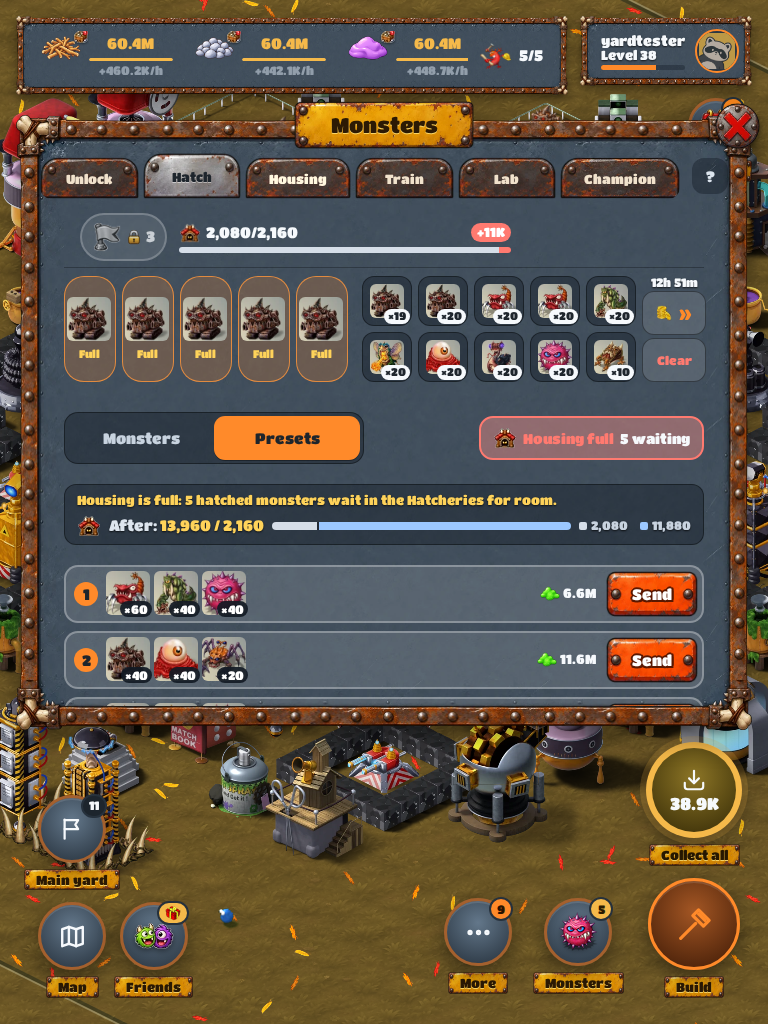 60.4M
60.4M
60.4M
+460.2K/h
+442.1K/h
+448.7K/h
5/5
yardtester
Level 38
Monsters
Unlock
Hatch
Housing
Train
Lab
Champion
?
3
2,080/2,160
+11K
12h 51m
Full
Full
Full
Full
Full
×19
×20
×20
×20
×20
×20
×20
×20
×20
×10
Clear
Monsters
Presets
Housing full 5 waiting
Housing is full: 5 hatched monsters wait in the Hatcheries for room.
After: 13,960 / 2,160
2,080
11,880
1
×60
×40
×40
6.6M
Send
2
×40
×40
×20
11.6M
Send
MATCH
BOOK
11
38.9K
Main yard
Collect all
9
5
Map
Friends
More
Monsters
Build